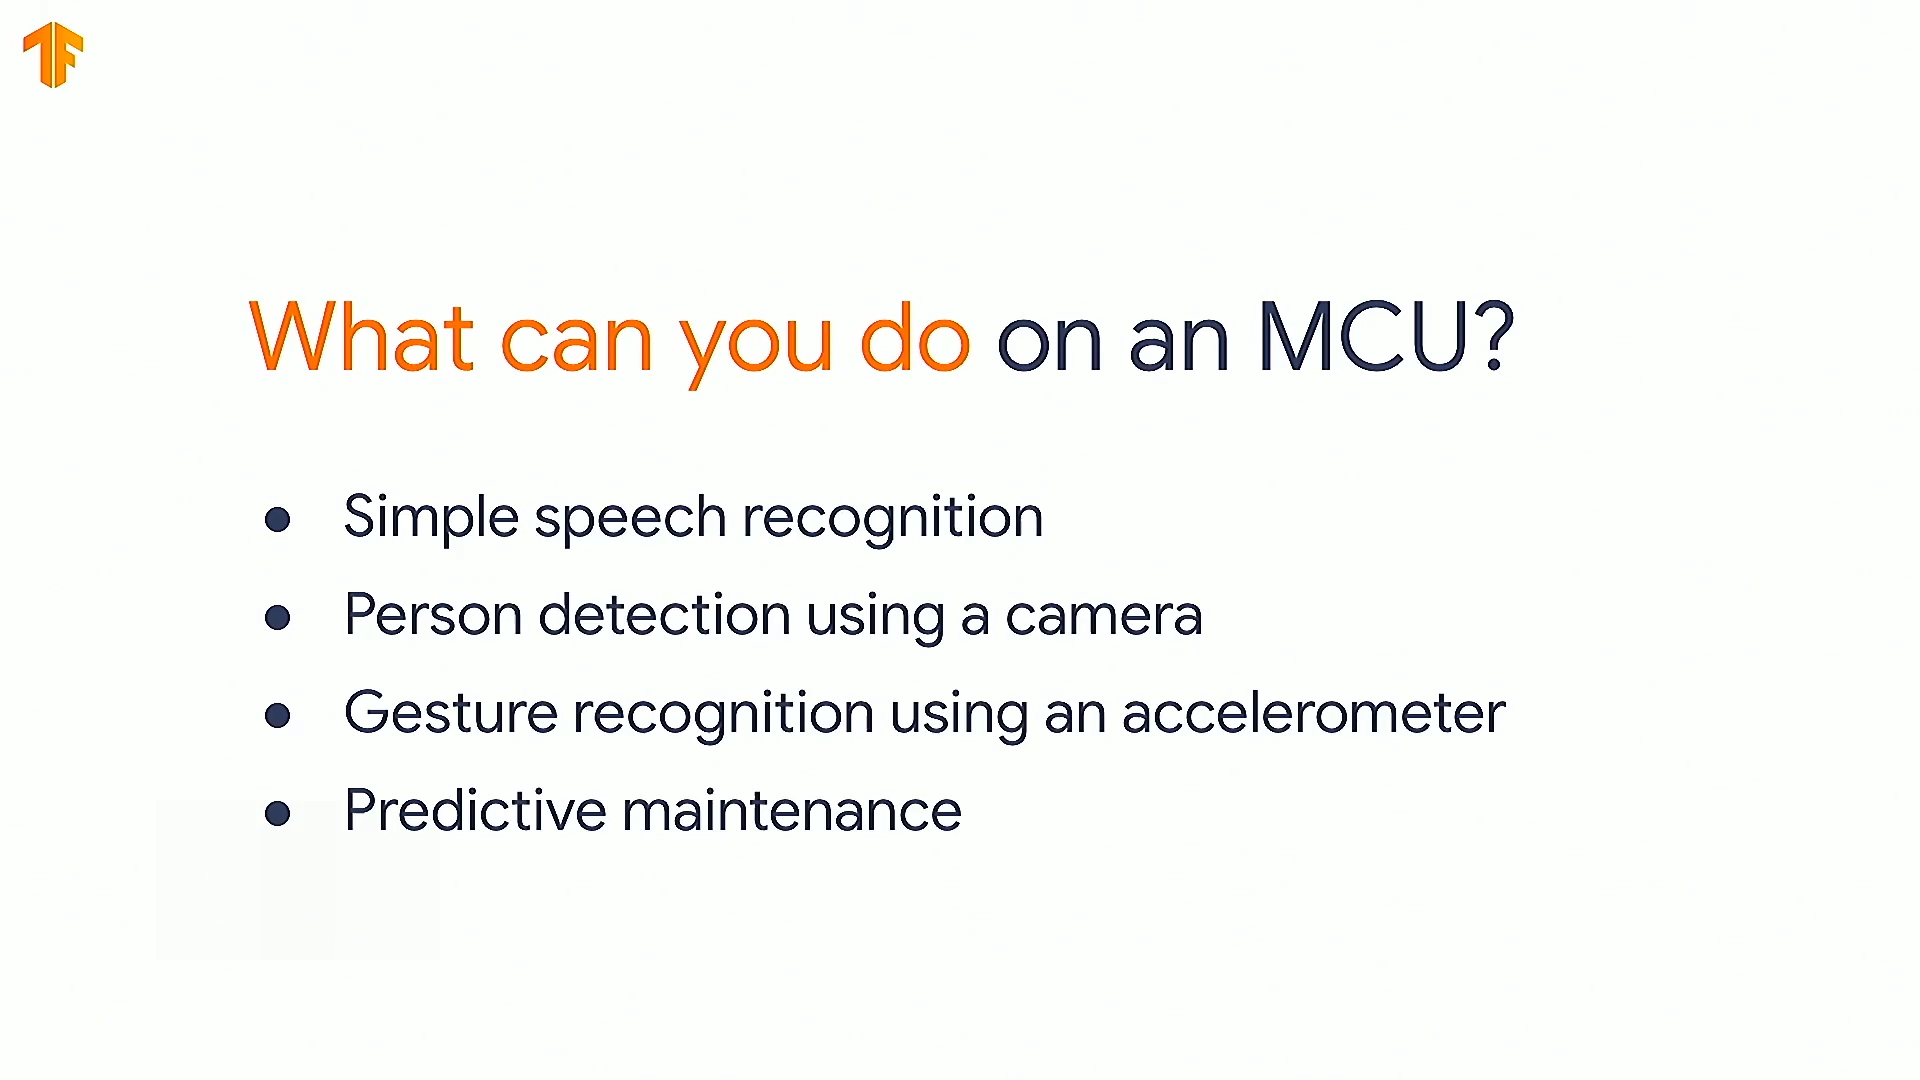 What can you do on an MCU?
● Simple speech recognition
● Person detection using a camera
● Gesture recognition using an accelerometer
● Predictive maintenance